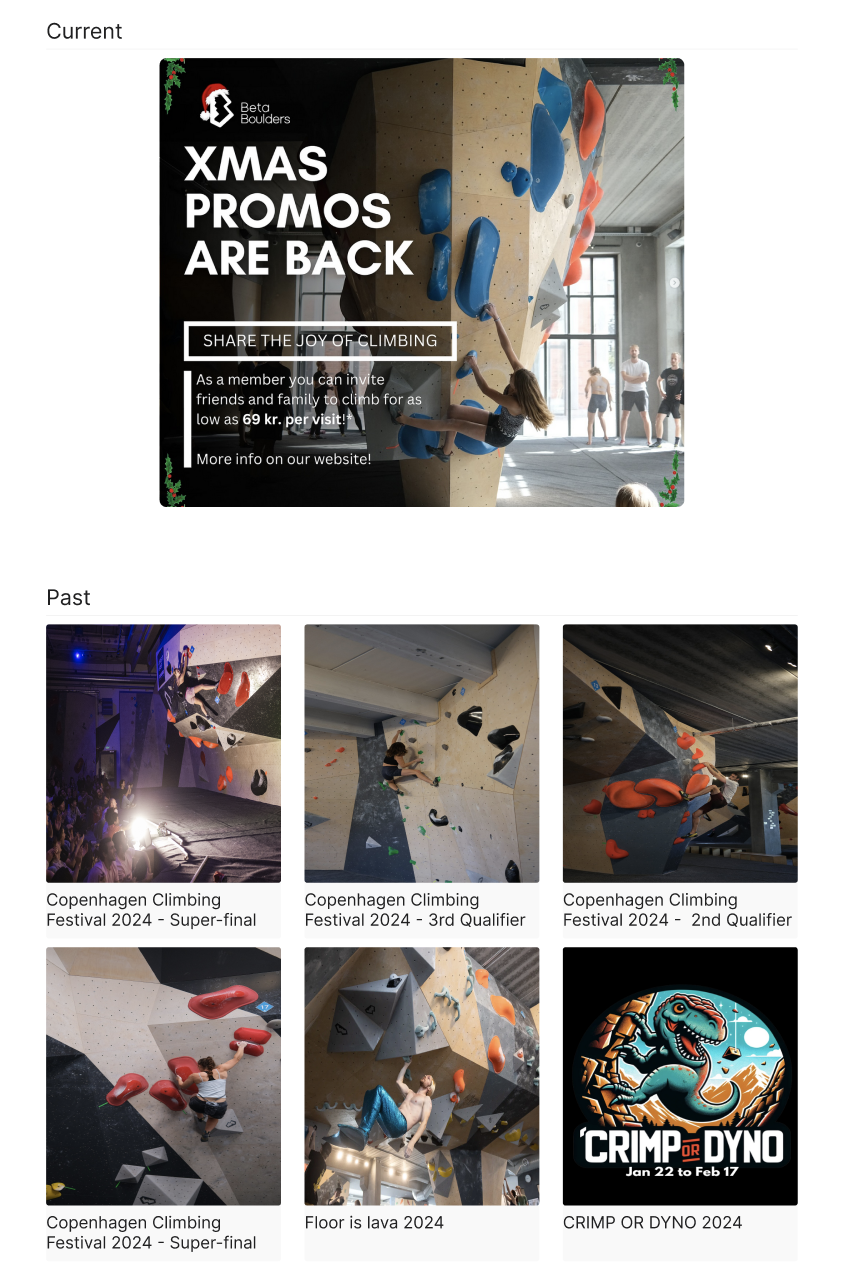 Current
Beta
Boulders
XMAS
PROMOS
ARE BACK
SHARE THE JOY OF CLIMBING
As a member you can invite
friends and family to climb for as
low as 69 kr. per visit!*
More info on our website!
Past
Copenhagen Climbing
Festival 2024 - Super-final
Copenhagen Climbing
Festival 2024 - 3rd Qualifier
Copenhagen Climbing
Festival 2024 -  2nd Qualifier
Copenhagen Climbing
Festival 2024 - Super-final
Floor is lava 2024
'CRIMP OR DYNO
Jan 22 to Feb 17
CRIMP OR DYNO 2024